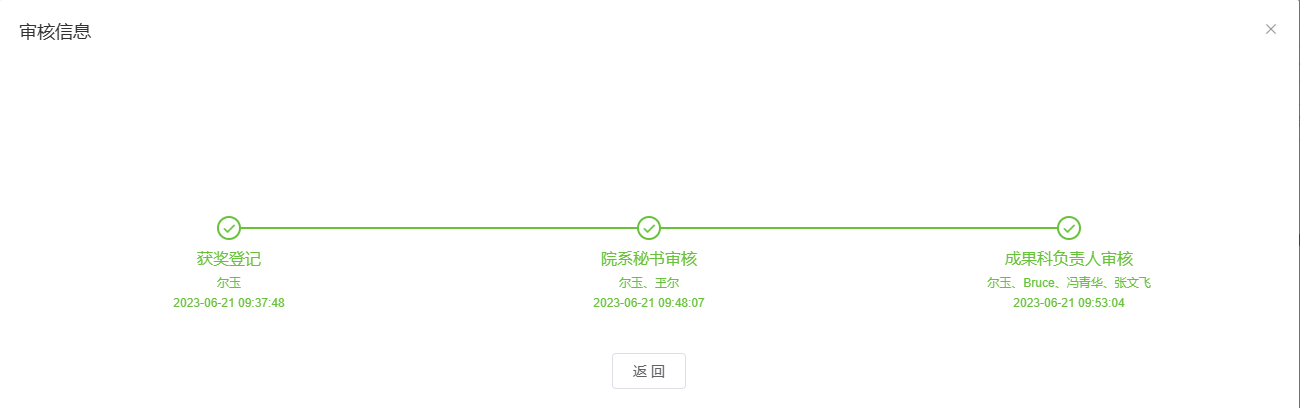 审核信息
获奖登记
院系秘书审核
成果科负责人审核
尔玉
尔玉、玊尔
尔玉、Bruce、冯青华、张文飞
2023-06-21 09:37:48
2023-06-21 09:48:07
2023-06-21 09:53:04
返 回